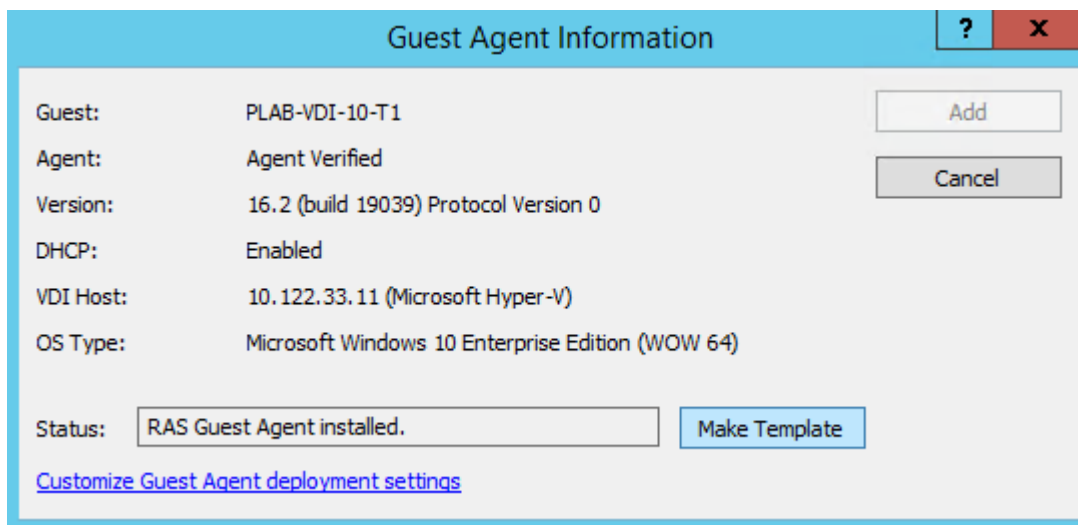 Guest Agent Information
? x
Guest: PLAB-VDI-10-T1 Add
Agent: Agent Verified
Cancel
Version: 16.2 (build 19039) Protocol Version 0
DHCP: Enabled
VDI Host: 10.122.33.11 (Microsoft Hyper-V)
OS Type: Microsoft Windows 10 Enterprise Edition (WOW 64)
Status: RAS Guest Agent installed. Make Template
Customize Guest Agent deployment settings